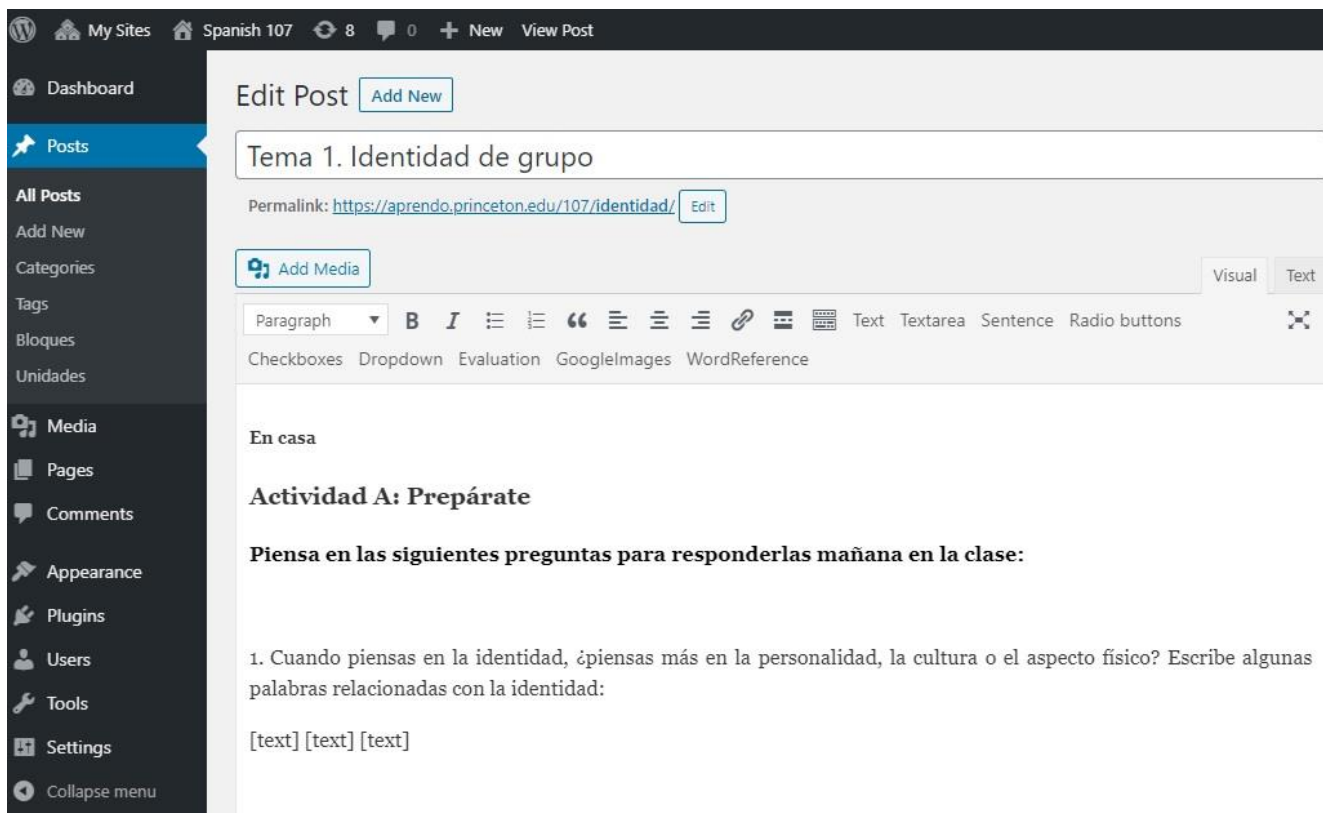 My Sites Spanish 107 8 0 + New View Post
Dashboard
Posts
All Posts
Add New
Categories
Tags
Bloques
Unidades
Media
Pages
Comments
Appearance
Plugins
Users
Tools
Settings
Collapse menu
Edit Post Add New
Tema 1. Identidad de grupo
Permalink: https://aprendo.princeton.edu/107/identidad/ Edit
Add Media
Visual Text
Paragraph B I Text Textarea Sentence Radio buttons
Checkboxes Dropdown Evaluation GoogleImages WordReference
En casa
Actividad A: Prepárate
Piensa en las siguientes preguntas para responderlas mañana en la clase:
1. Cuando piensas en la identidad, ¿piensas más en la personalidad, la cultura o el aspecto físico? Escribe algunas
palabras relacionadas con la identidad:
[text] [text] [text]